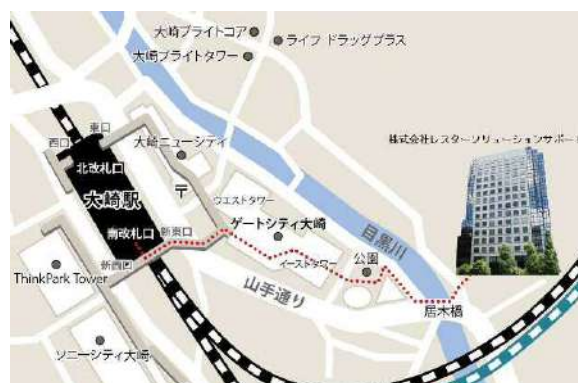 大崎ブライトコア
ライフ ドラッグプラス
大崎ブライトタワー
東口
西口
大崎ニューシティ
株式会社レスターソリューションサポート
北改札口
大崎駅
〒
ウエストタワー
南改札口
新東口
ゲートシティ大崎
目黒川
新西口
イーストタワー
公園
ThinkPark Tower
山手通り
居木橋
ソニーシティ大崎